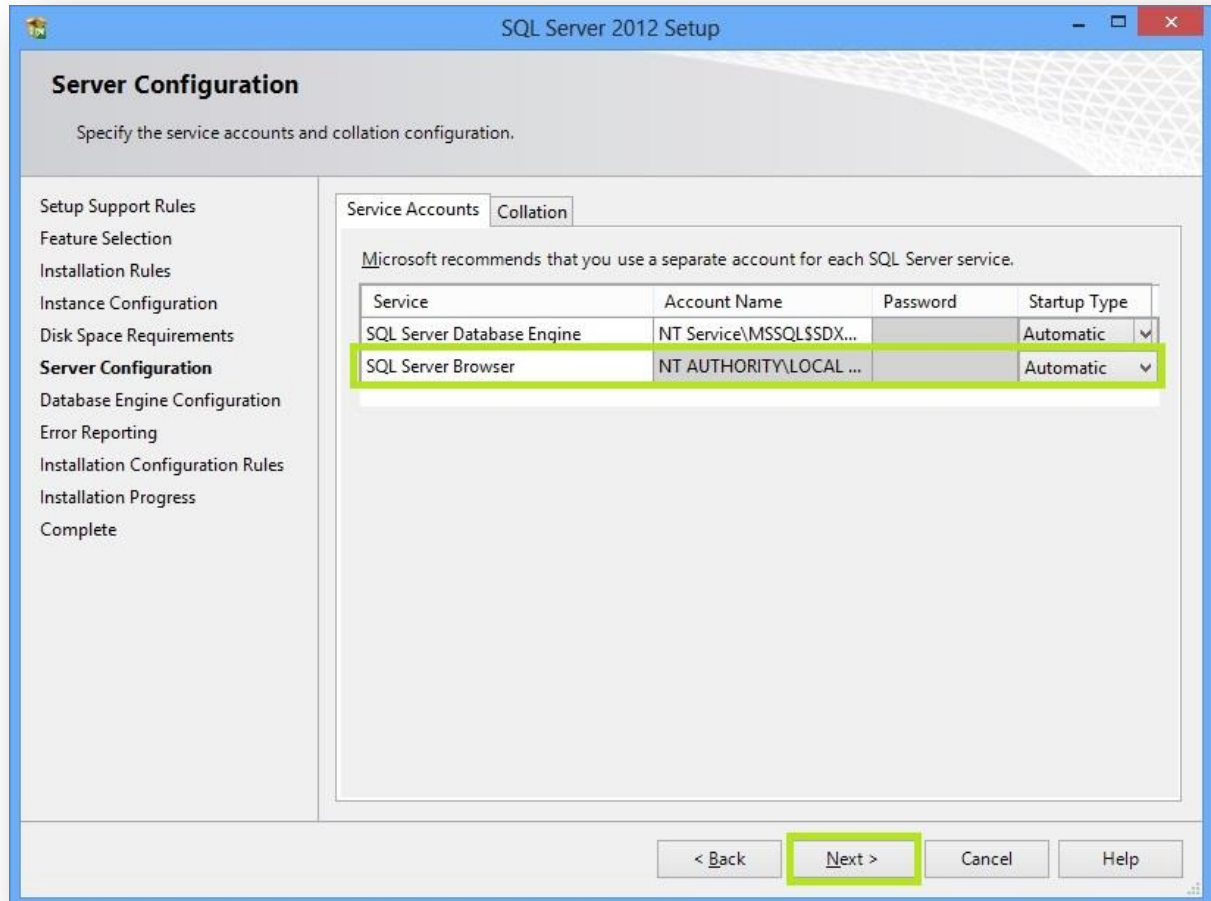 SQL Server 2012 Setup
Server Configuration
Specify the service accounts and collation configuration.
Setup Support Rules
Feature Selection
Installation Rules
Instance Configuration
Disk Space Requirements
Server Configuration
Database Engine Configuration
Error Reporting
Installation Configuration Rules
Installation Progress
Complete
Service Accounts Collation
Microsoft recommends that you use a separate account for each SQL Server service.
Service Account Name Password Startup Type
SQL Server Database Engine NT Service\MSSQL$SDX... Automatic
SQL Server Browser NT AUTHORITY\LOCAL ... Automatic
< Back Next > Cancel Help